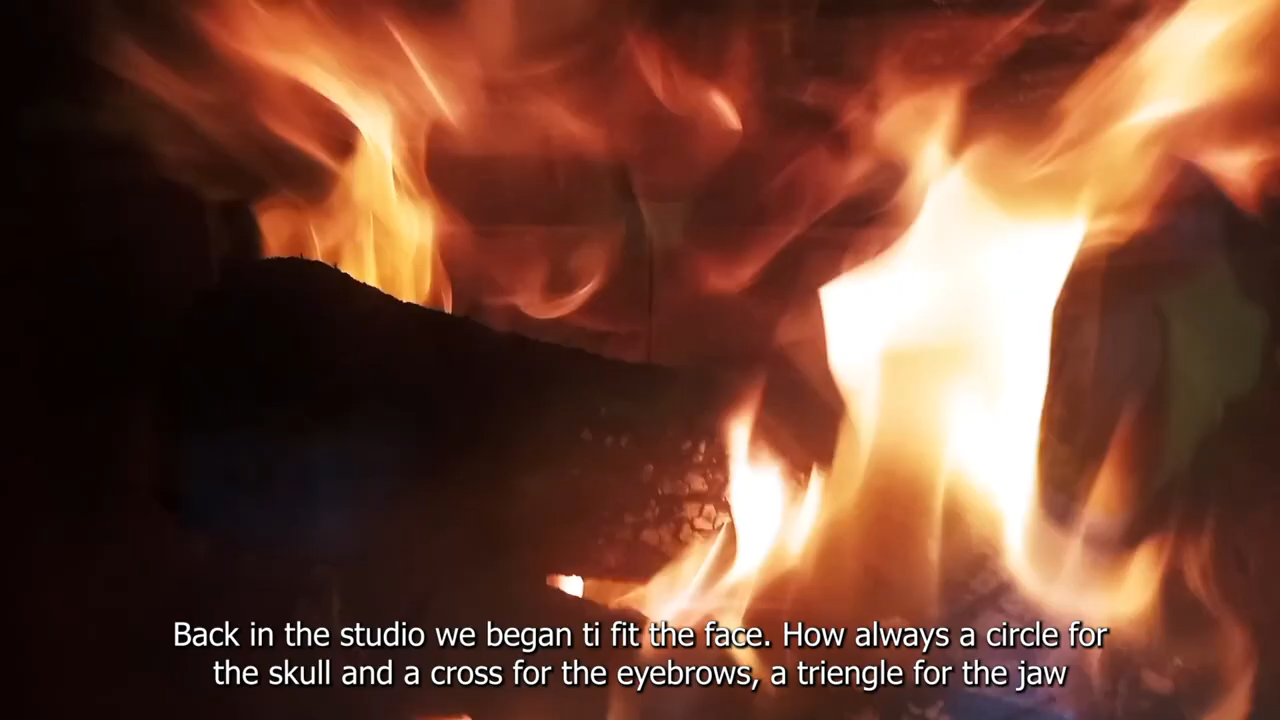 Back in the studio we began ti fit the face. How always a circle for
the skull and a cross for the eyebrows, a triengle for the jaw